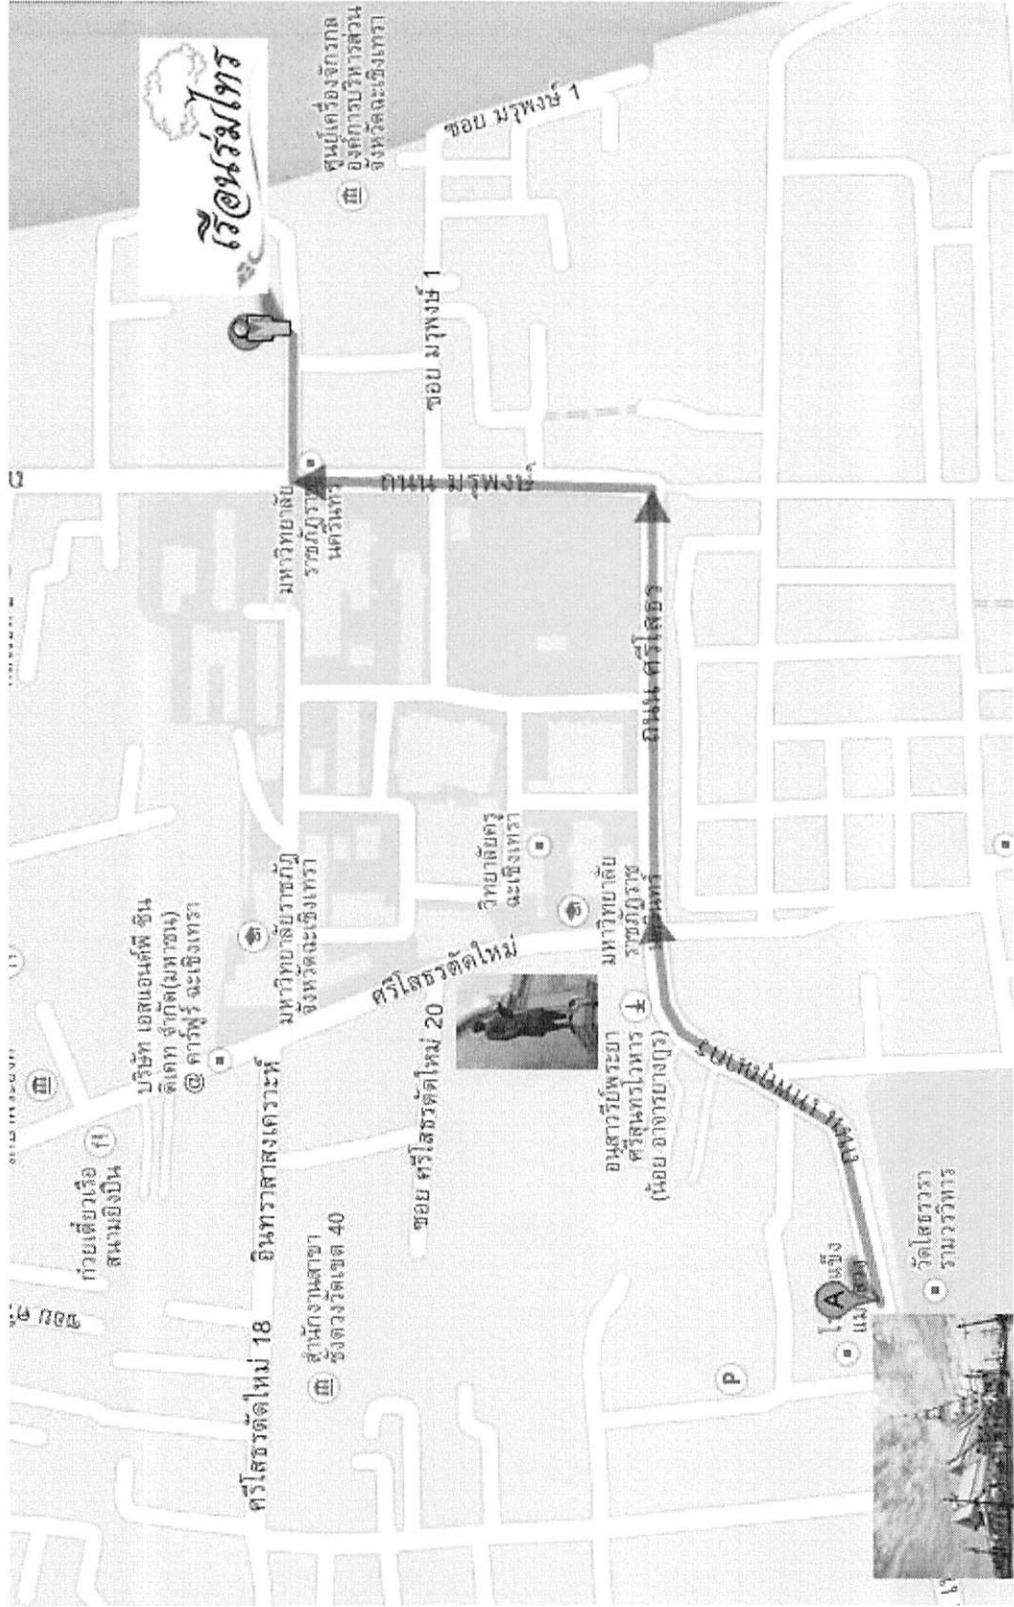 เรือนร่มไทร
ศูนย์เครื่องจักรกล
องค์การบริหารส่วน
จังหวัดฉะเชิงเทรา
ซอย มรุพงษ์ 1
ซอย มรุพงษ์ 1
ถนน มรุพงษ์
มหาวิทยาลัย
ราชภัฏราช
นครินทร์
ถนน ศรีโสธร
วิทยาลัยครู
ฉะเชิงเทรา
มหาวิทยาลัย
ราชภัฏราช
มหาวิทยาลัยราชภัฏ
จังหวัดฉะเชิงเทรา
บริษัท เอสแอนด์พี ซิน
ดิเคท จำกัด(มหาชน)
@ คาร์ฟูร์ ฉะเชิงเทรา
ศรีโสธรตัดใหม่
ซอย ศรีโสธรตัดใหม่ 20
อนุสาวรีย์พระยา
ศรีสุนทรโวหาร
(น้อย อาจารยางกูร)
ถนน เทพคุณากร
ก๋วยเตี๋ยวเรือ
สนามยิงปืน
อินทราสาสงเคราะห์
ศรีโสธรตัดใหม่ 18
สำนักงานสาขา
ชั่งตวงวัดเขต 40
ซอย
P
A
แข็ง
วัดโสธรวรา
รามวรวิหาร